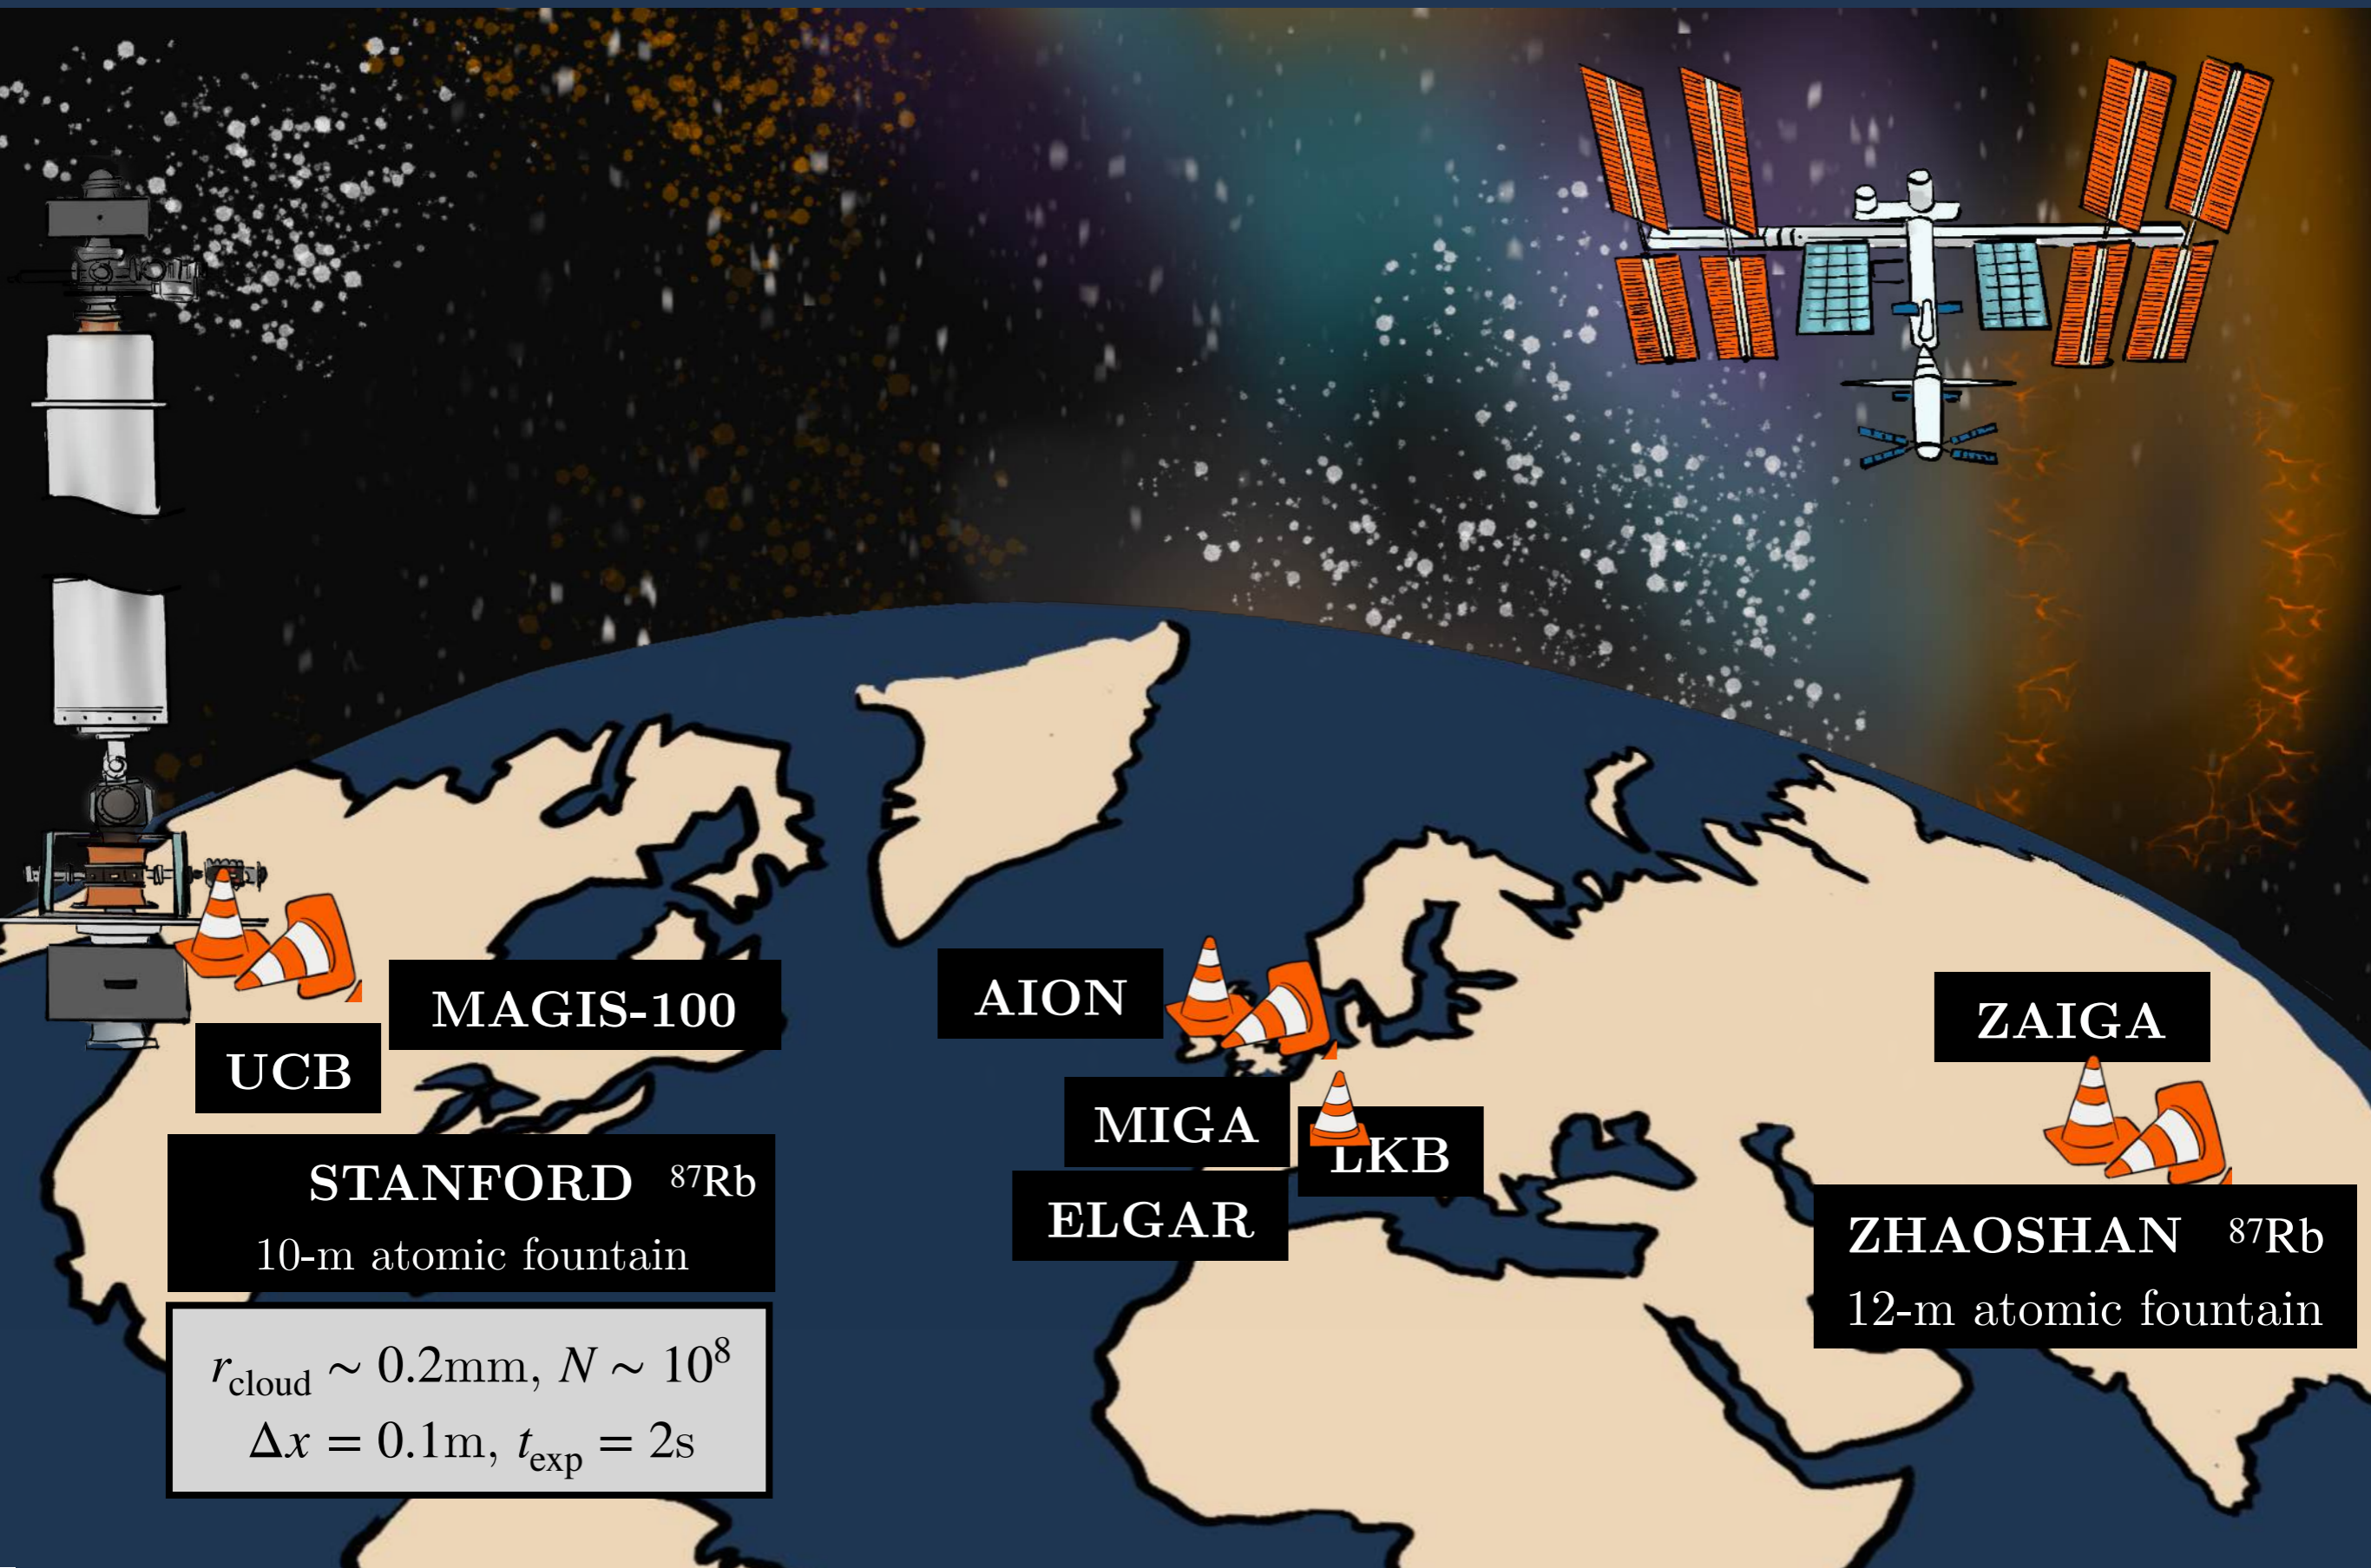 MAGIS-100
UCB
STANFORD ⁸⁷Rb
10-m atomic fountain
r_cloud ∼ 0.2mm, N ∼ 10⁸
Δx = 0.1m, t_exp = 2s
AION
MIGA
LKB
ELGAR
ZAIGA
ZHAOSHAN ⁸⁷Rb
12-m atomic fountain